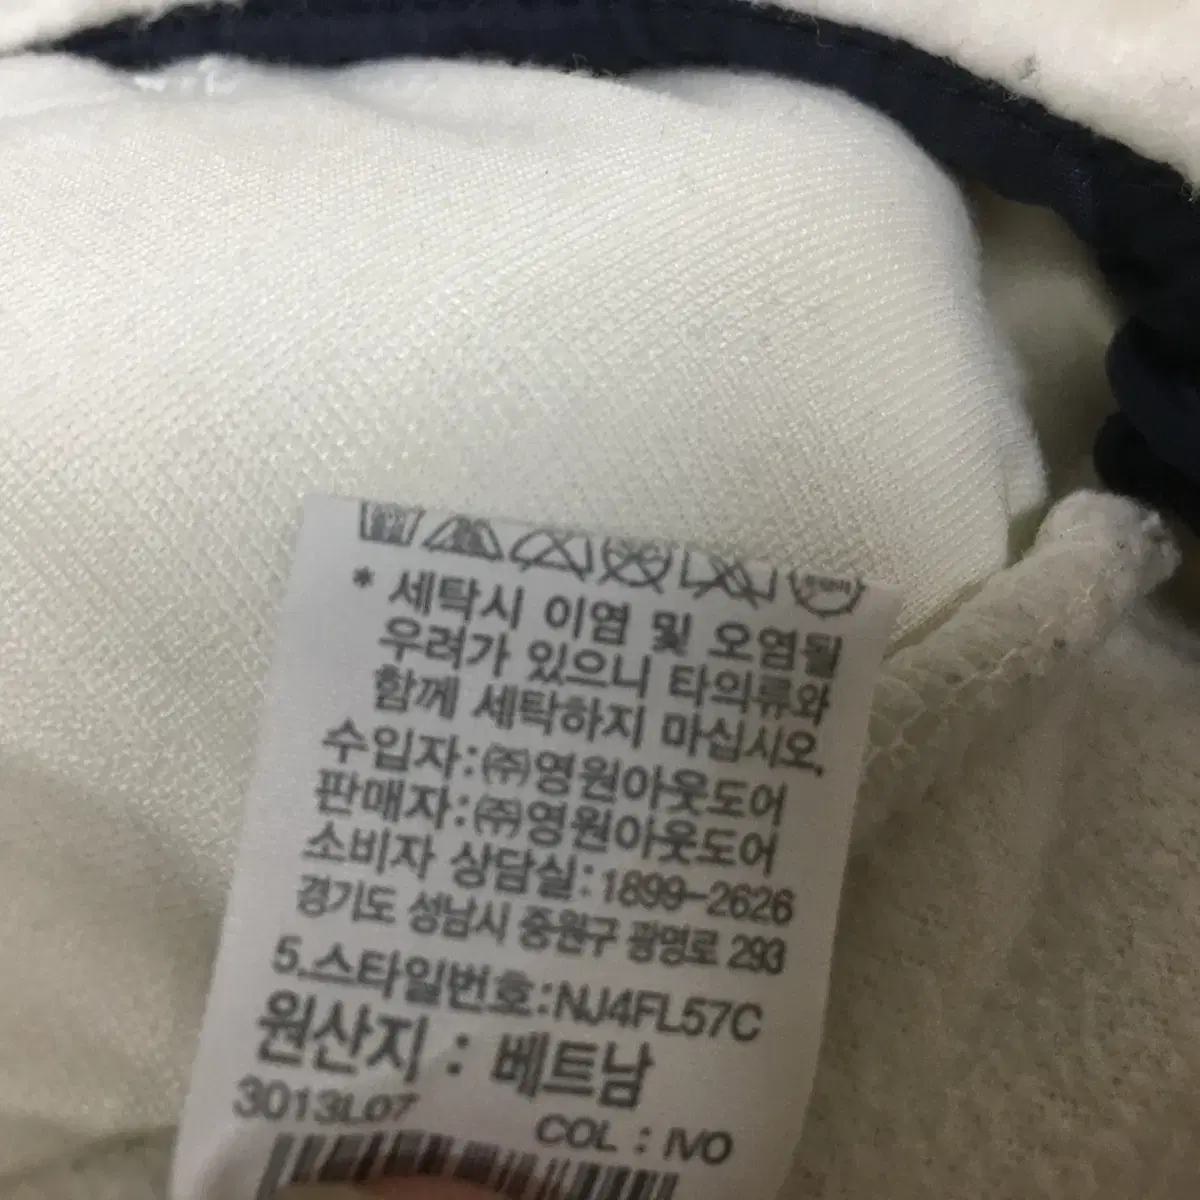 * 세탁시 이염 및 오염될
우려가 있으니 타의류와
함께 세탁하지 마십시오.
수입자:㈜영원아웃도어
판매자:㈜영원아웃도어
소비자 상담실:1899-2626
경기도 성남시 중원구 광명로 293
5.스타일번호:NJ4FL57C
원산지 : 베트남
3013L07
COL : IVO